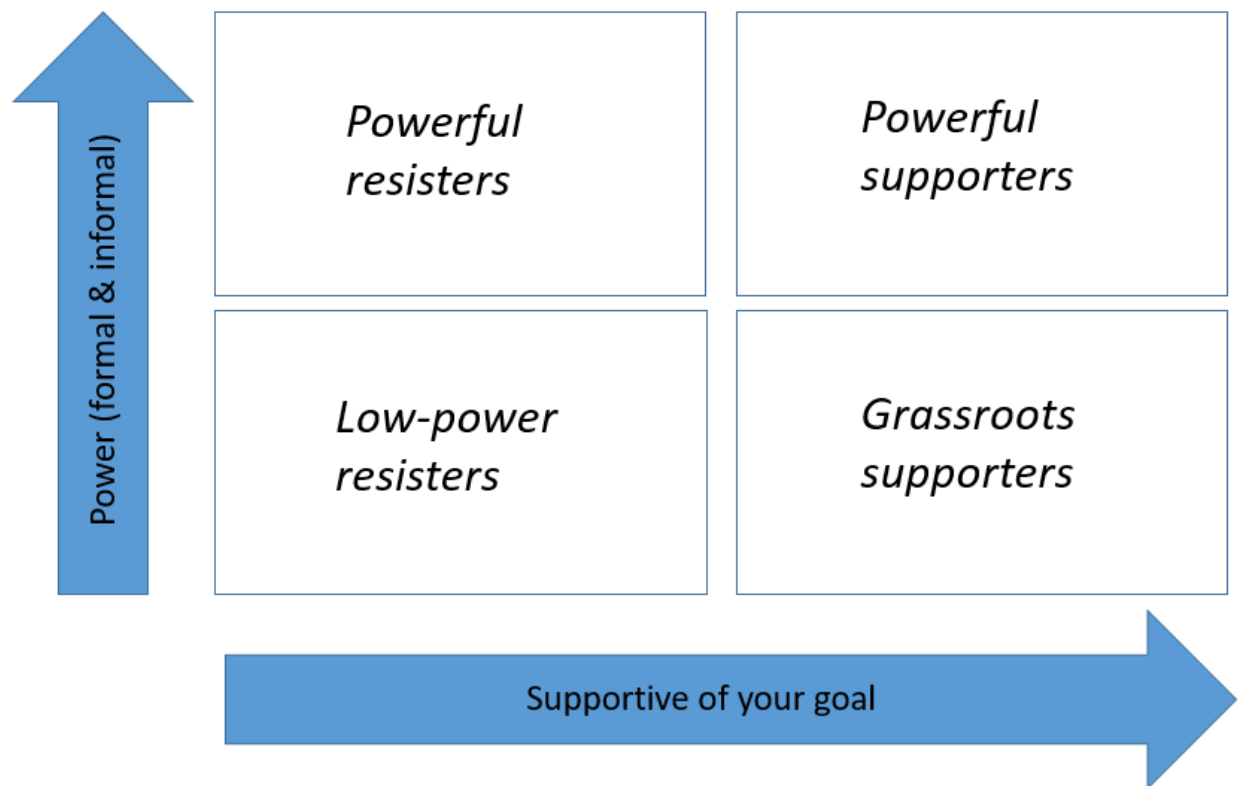 Power (formal & informal)
Powerful
resisters
Powerful
supporters
Low-power
resisters
Grassroots
supporters
Supportive of your goal